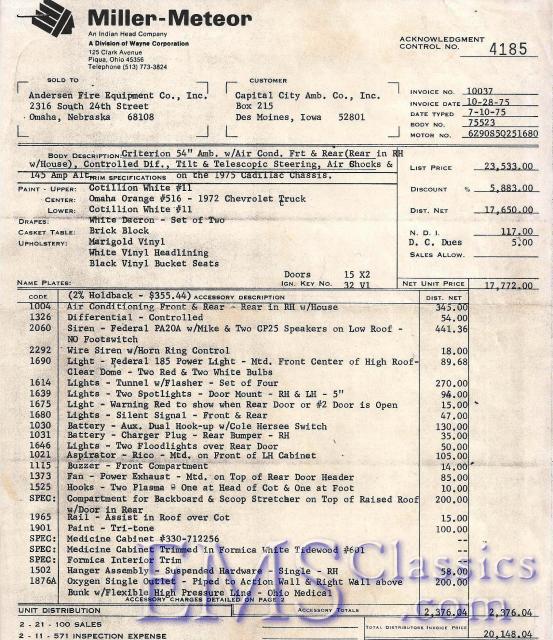 Miller-Meteor
An Indian Head Company
A Division of Wayne Corporation
125 Clark Avenue
Piqua, Ohio 45356
Telephone (513) 773-3824
ACKNOWLEDGMENT
CONTROL NO. 4185
SOLD TO
Andersen Fire Equipment Co., Inc.
2316 South 24th Street
Omaha, Nebraska 68108
CUSTOMER
Capital City Amb. Co., Inc.
Box 215
Des Moines, Iowa 52801
INVOICE NO. 10037
INVOICE DATE 10-28-75
DATE TYPED 7-10-75
BODY NO. 75523
MOTOR NO. 6Z90S5Q251680
BODY DESCRIPTION: Criterion 54" Amb. w/Air Cond. Frt & Rear(Rear in RH
w/House), Controlled Dif., Tilt & Telescopic Steering, Air Shocks &
145 Amp Alt. TRIM SPECIFICATIONS on the 1975 Cadillac Chassis.
PAINT - UPPER: Cotillion White #11
CENTER: Omaha Orange #516 - 1972 Chevrolet Truck
LOWER: Cotillion White #11
DRAPES: White Dacron - Set of Two
CASKET TABLE: Brick Block
UPHOLSTERY: Marigold Vinyl
White Vinyl Headlining
Black Vinyl Bucket Seats
Doors 15 X2
NAME PLATES: IGN. KEY NO. 32 V1
LIST PRICE 23,533.00
DISCOUNT % 5,883.00
DIST. NET 17,650.00
N. D. I. 117.00
D. C. Dues 5.00
SALES ALLOW.
NET UNIT PRICE 17,772.00
CODE (2% Holdback - $355.44) ACCESSORY DESCRIPTION DIST. NET
1004 Air Conditioning Front & Rear - Rear in RH w/House 345.00
1326 Differential - Controlled 54.00
2060 Siren - Federal PA20A w/Mike & Two CP25 Speakers on Low Roof - 441.36
NO Footswitch
2292 Wire Siren w/Horn Ring Control 18.00
1690 Light - Federal 185 Power Light - Mtd. Front Center of High Roof- 89.68
Clear Dome - Two Red & Two White Bulbs
1614 Lights - Tunnel w/Flasher - Set of Four 270.00
1639 Lights - Two Spotlights - Door Mount - RH & LH - 5" 94.00
1675 Light - Warning Red to show when Rear Door or #2 Door is Open 15.00
1680 Lights - Silent Signal - Front & Rear 47.00
1030 Battery - Aux. Dual Hook-up w/Cole Hersee Switch 130.00
1031 Battery - Charger Plug - Rear Bumper - RH 35.00
1646 Lights - Two Floodlights over Rear Door 50.00
1021 Aspirator - Rico - Mtd. on Front of LH Cabinet 105.00
1115 Buzzer - Front Compartment 14.00
1373 Fan - Power Exhaust - Mtd. on Top of Rear Door Header 85.00
1525 Hooks - Two Plasma - One at Head of Cot & One at Foot 10.00
SPEC: Compartment for Backboard & Scoop Stretcher on Top of Raised Roof 200.00
w/Door in Rear
1965 Rail - Assist in Roof over Cot 15.00
1901 Paint - Tri-tone 100.00
SPEC: Medicine Cabinet #330-712256 --
SPEC: Medicine Cabinet Trimmed in Formica White Tidewood #601 --
SPEC: Formica Interior Trim --
1502 Hanger Assembly - Suspended Hardware - Single - RH 58.00
1876A Oxygen Single Outlet - Piped to Action Wall & Right Wall above 200.00
Bunk w/Flexible High Pressure Line - Ohio Medical
ACCESSORY CHARGES DETAILED ON PAGE 2
EMSClassics
.com
UNIT DISTRIBUTION ACCESSORY TOTALS 2,376.04 2,376.04
2 - 21 - 100 SALES
TOTAL DISTRIBUTORS INVOICE PRICE 20,148.04
2 - 11 - 571 INSPECTION EXPENSE